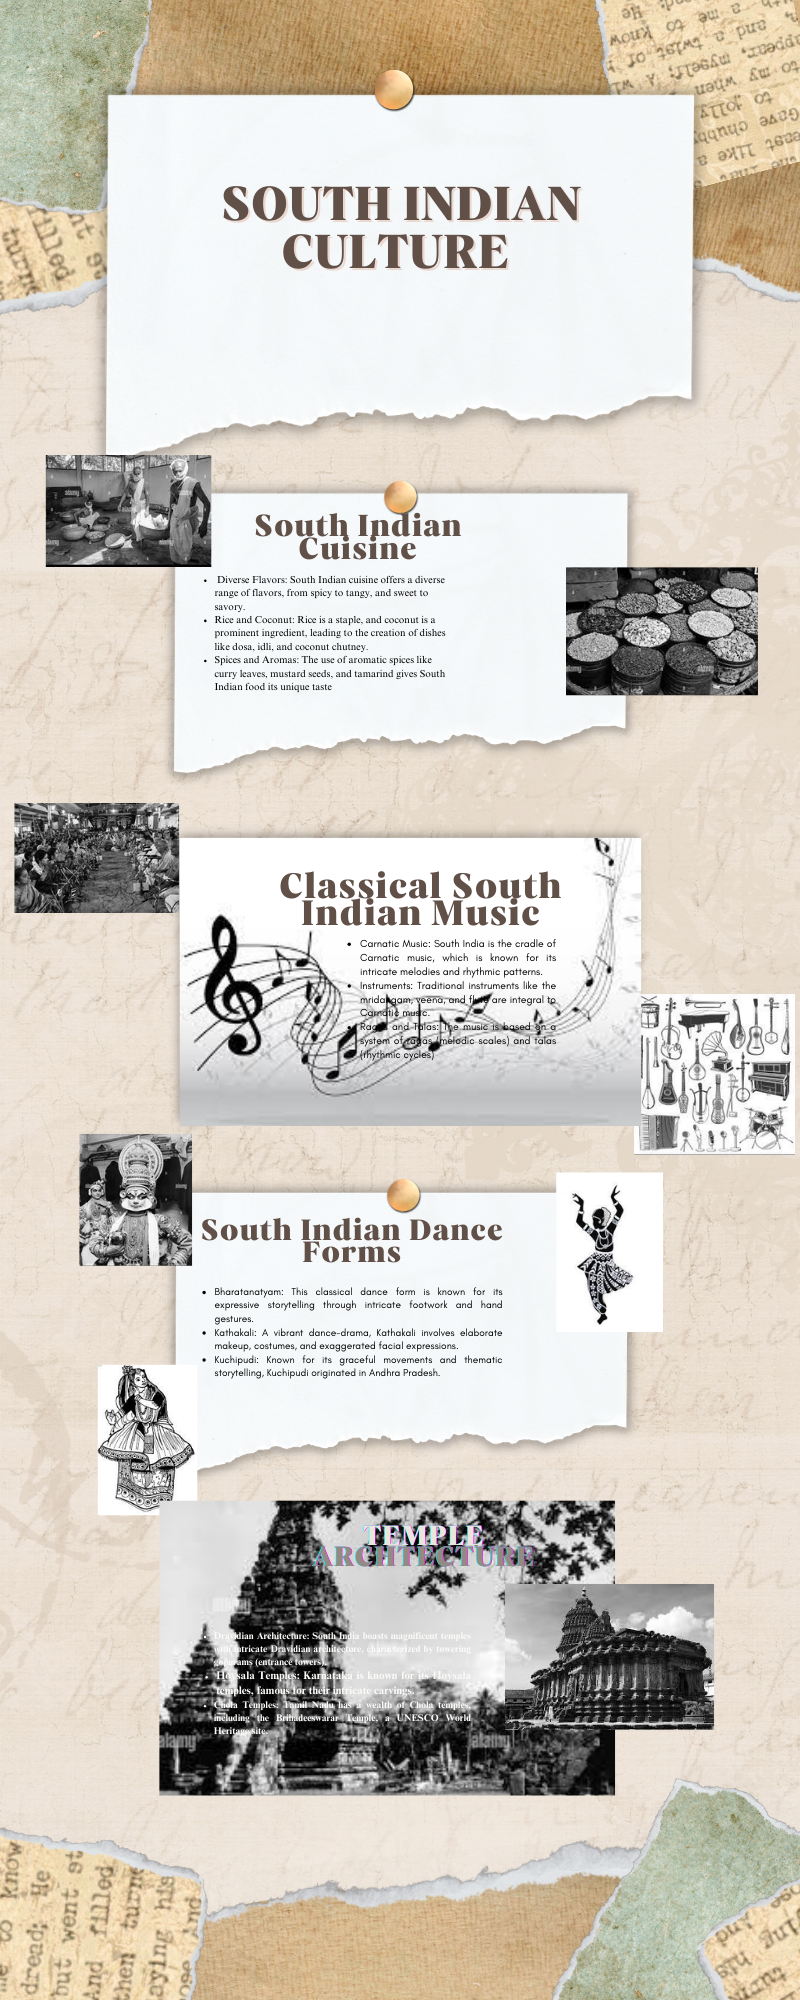 SOUTH INDIAN
CULTURE
South Indian
Cuisine
Diverse Flavors: South Indian cuisine offers a diverse
range of flavors, from spicy to tangy, and sweet to
savory.
Rice and Coconut: Rice is a staple, and coconut is a
prominent ingredient, leading to the creation of dishes
like dosa, idli, and coconut chutney.
Spices and Aromas: The use of aromatic spices like
curry leaves, mustard seeds, and tamarind gives South
Indian food its unique taste
Classical South
Indian Music
Carnatic Music: South India is the cradle of
Carnatic music, which is known for its
intricate melodies and rhythmic patterns.
Instruments: Traditional instruments like the
mridangam, veena, and flute are integral to
Carnatic music.
Ragas and Talas: The music is based on a
system of ragas (melodic scales) and talas
(rhythmic cycles)
South Indian Dance
Forms
Bharatanatyam: This classical dance form is known for its
expressive storytelling through intricate footwork and hand
gestures.
Kathakali: A vibrant dance-drama, Kathakali involves elaborate
makeup, costumes, and exaggerated facial expressions.
Kuchipudi: Known for its graceful movements and thematic
storytelling, Kuchipudi originated in Andhra Pradesh.
TEMPLE
ARCHITECTURE
Dravidian Architecture: South India boasts magnificent temples
with intricate Dravidian architecture, characterized by towering
gopurams (entrance towers).
Hoysala Temples: Karnataka is known for its Hoysala
temples, famous for their intricate carvings.
Chola Temples: Tamil Nadu has a wealth of Chola temples,
including the Brihadeeswarar Temple, a UNESCO World
Heritage site.
alamy
alamy